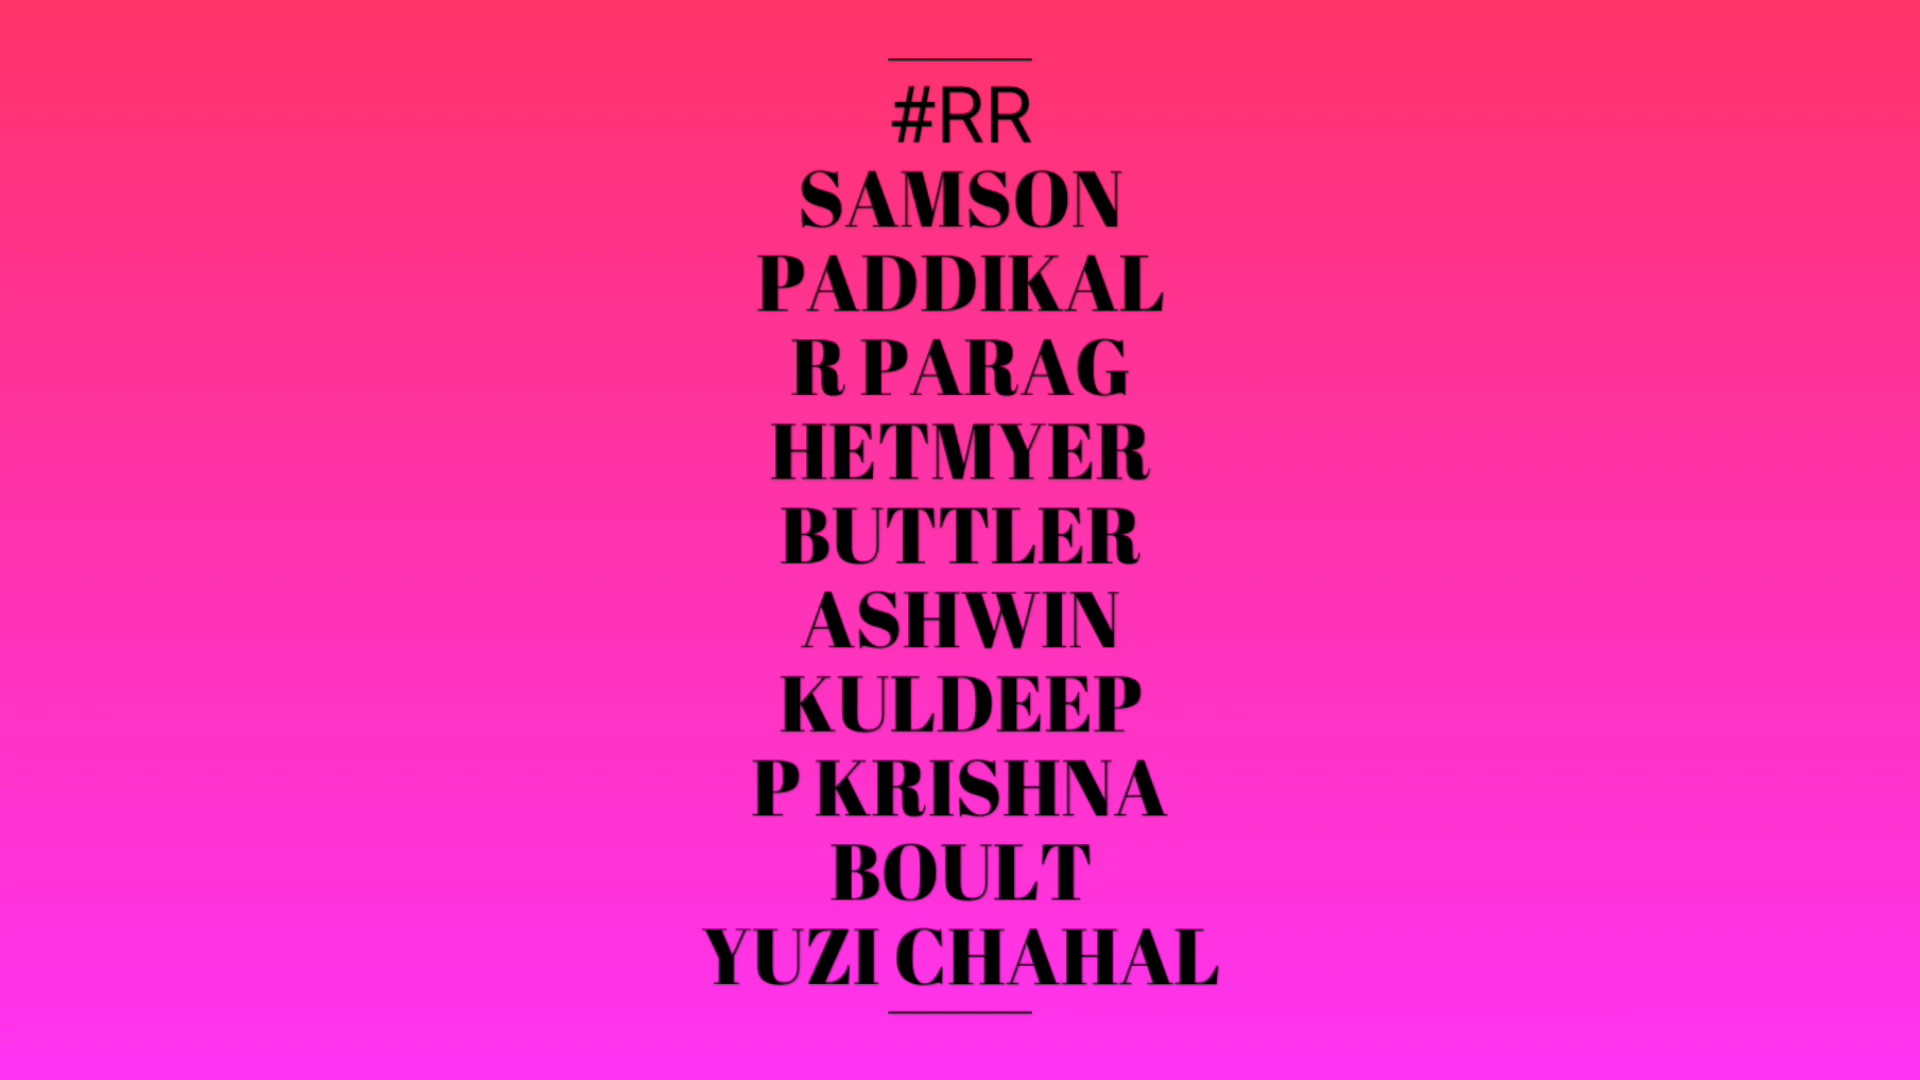 #RR
SAMSON
PADDIKAL
R PARAG
HETMYER
BUTTLER
ASHWIN
KULDEEP
P KRISHNA
BOULT
YUZI CHAHAL